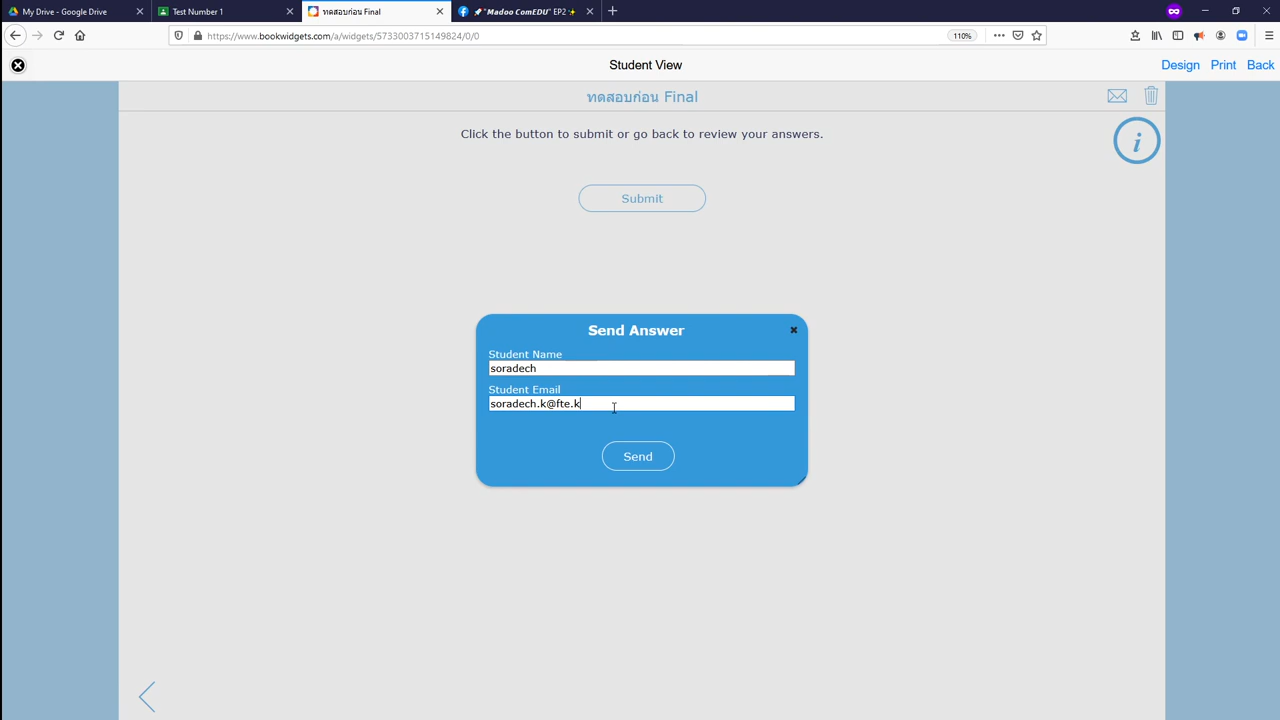 My Drive - Google Drive
Test Number 1
ทดสอบก่อน Final
"Madoo ComEDU" EP2
https://www.bookwidgets.com/a/widgets/5733003715149824/0/0
110%
Student View
Design
Print
Back
ทดสอบก่อน Final
Click the button to submit or go back to review your answers.
i
Submit
Send Answer
Student Name
soradech
Student Email
soradech.k@fte.k
Send